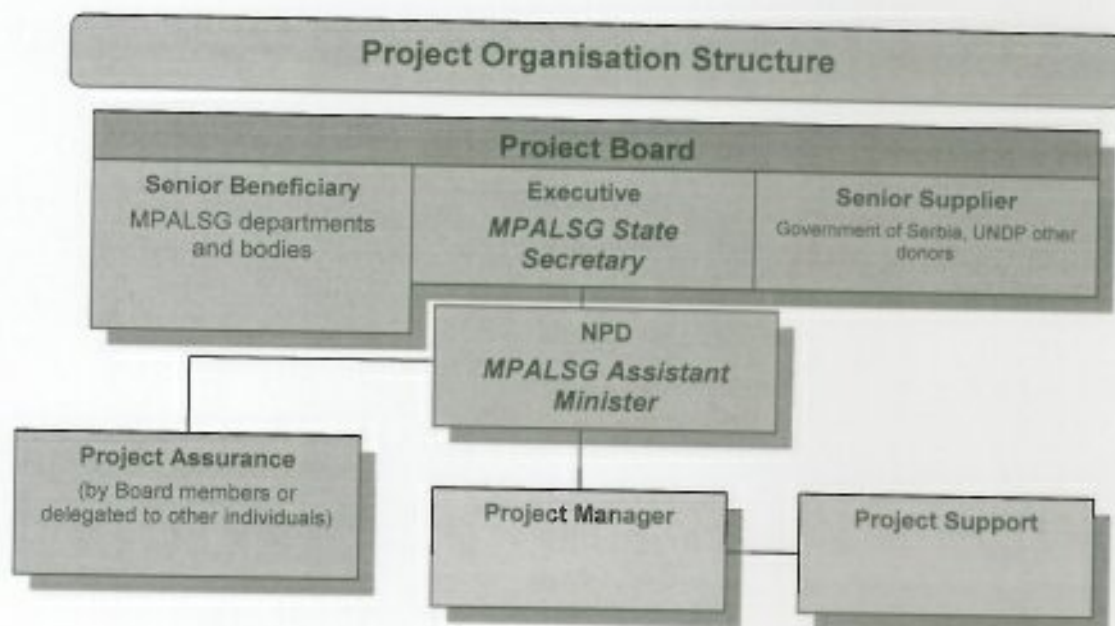 Project Organisation Structure
Project Board
Senior Beneficiary
MPALSG departments
and bodies
Executive
MPALSG State
Secretary
Senior Supplier
Government of Serbia, UNDP other
donors
NPD
MPALSG Assistant
Minister
Project Assurance
(by Board members or
delegated to other individuals)
Project Manager
Project Support